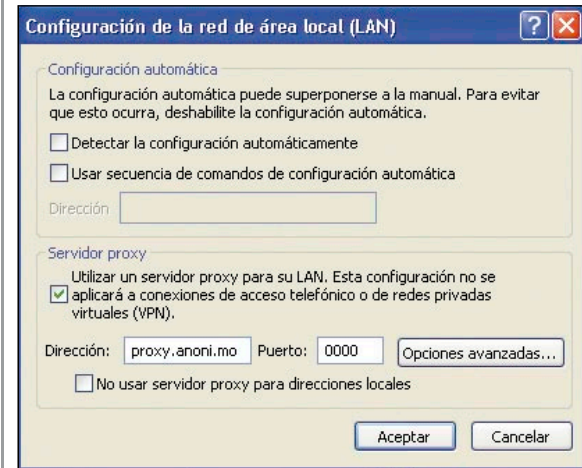 Configuración de la red de área local (LAN)
Configuración automática
La configuración automática puede superponerse a la manual. Para evitar
que esto ocurra, deshabilite la configuración automática.
Detectar la configuración automáticamente
Usar secuencia de comandos de configuración automática
Dirección
Servidor proxy
Utilizar un servidor proxy para su LAN. Esta configuración no se
aplicará a conexiones de acceso telefónico o de redes privadas
virtuales (VPN).
Dirección: proxy.anoni.mo Puerto: 0000 Opciones avanzadas...
No usar servidor proxy para direcciones locales
Aceptar Cancelar